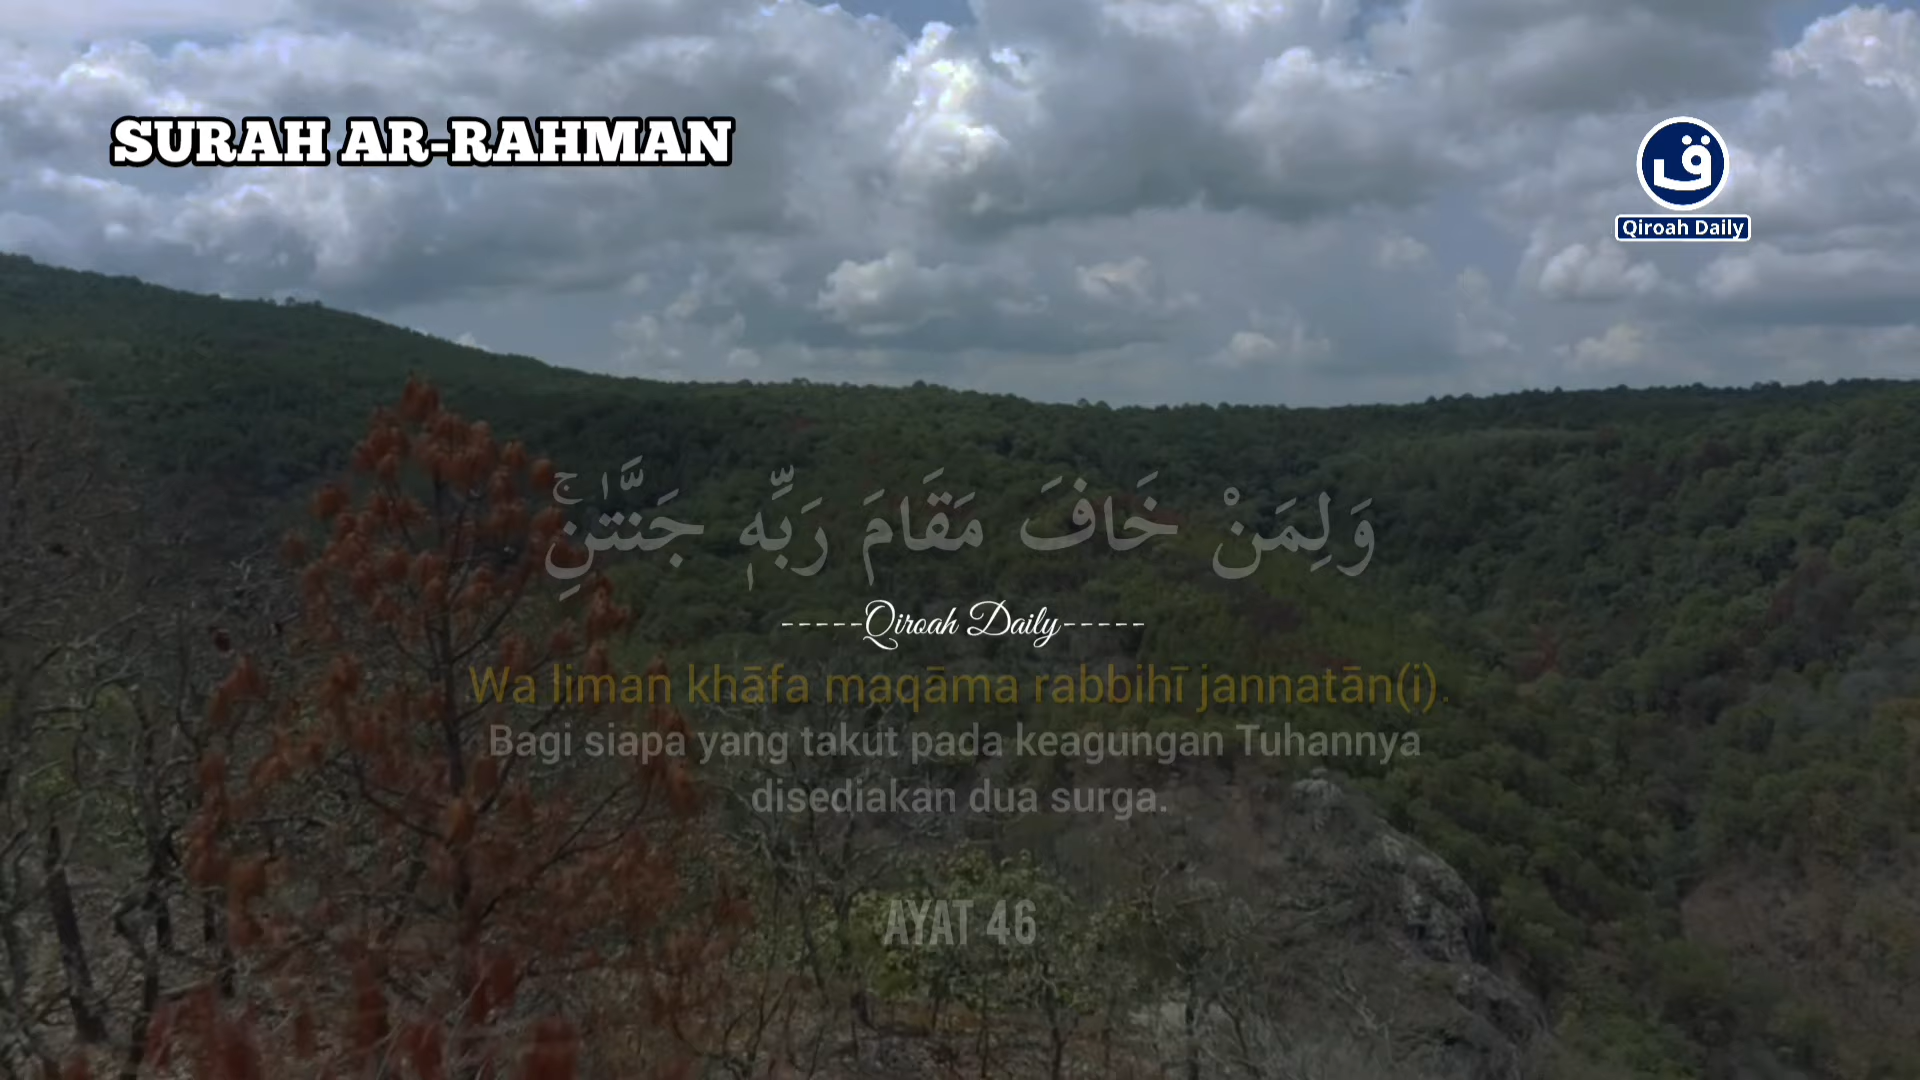 SURAH AR-RAHMAN
ق
Qiroah Daily
وَلِمَنْ خَافَ مَقَامَ رَبِّهٖ جَنَّتٰنِۚ
-----Qiroah Daily-----
Wa liman khāfa maqāma rabbihī jannatān(i).
Bagi siapa yang takut pada keagungan Tuhannya
disediakan dua surga.
AYAT 46